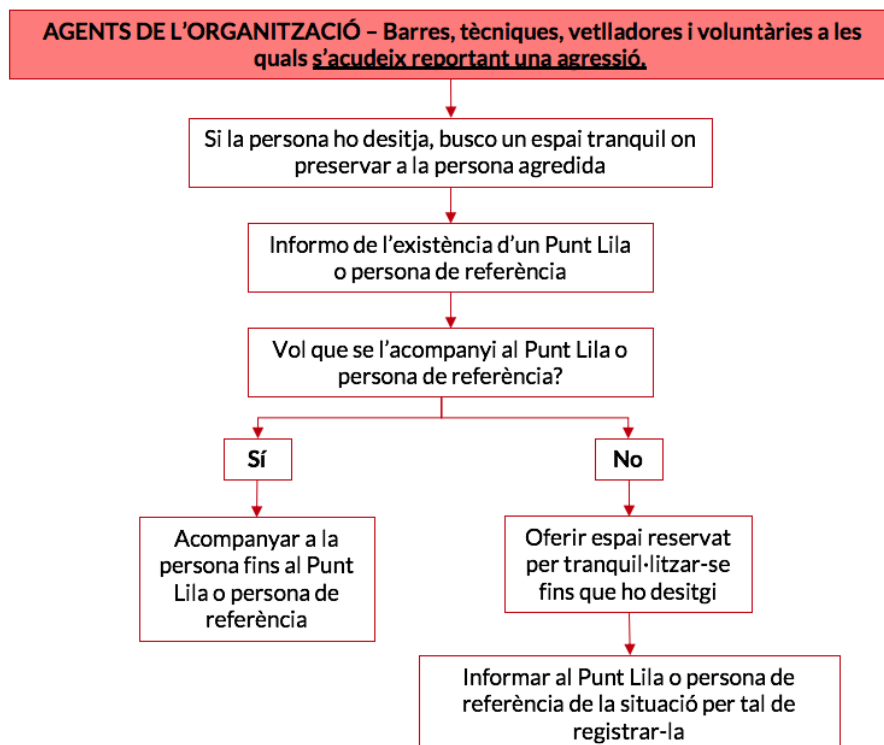 AGENTS DE L'ORGANITZACIÓ – Barres, tècniques, vetlladores i voluntàries a les
quals s'acudeix reportant una agressió.
Si la persona ho desitja, busco un espai tranquil on
preservar a la persona agredida
Informo de l'existència d'un Punt Lila
o persona de referència
Vol que se l'acompanyi al Punt Lila o
persona de referència?
Sí
No
Acompanyar a la
persona fins al Punt
Lila o persona de
referència
Oferir espai reservat
per tranquil·litzar-se
fins que ho desitgi
Informar al Punt Lila o persona de
referència de la situació per tal de
registrar-la